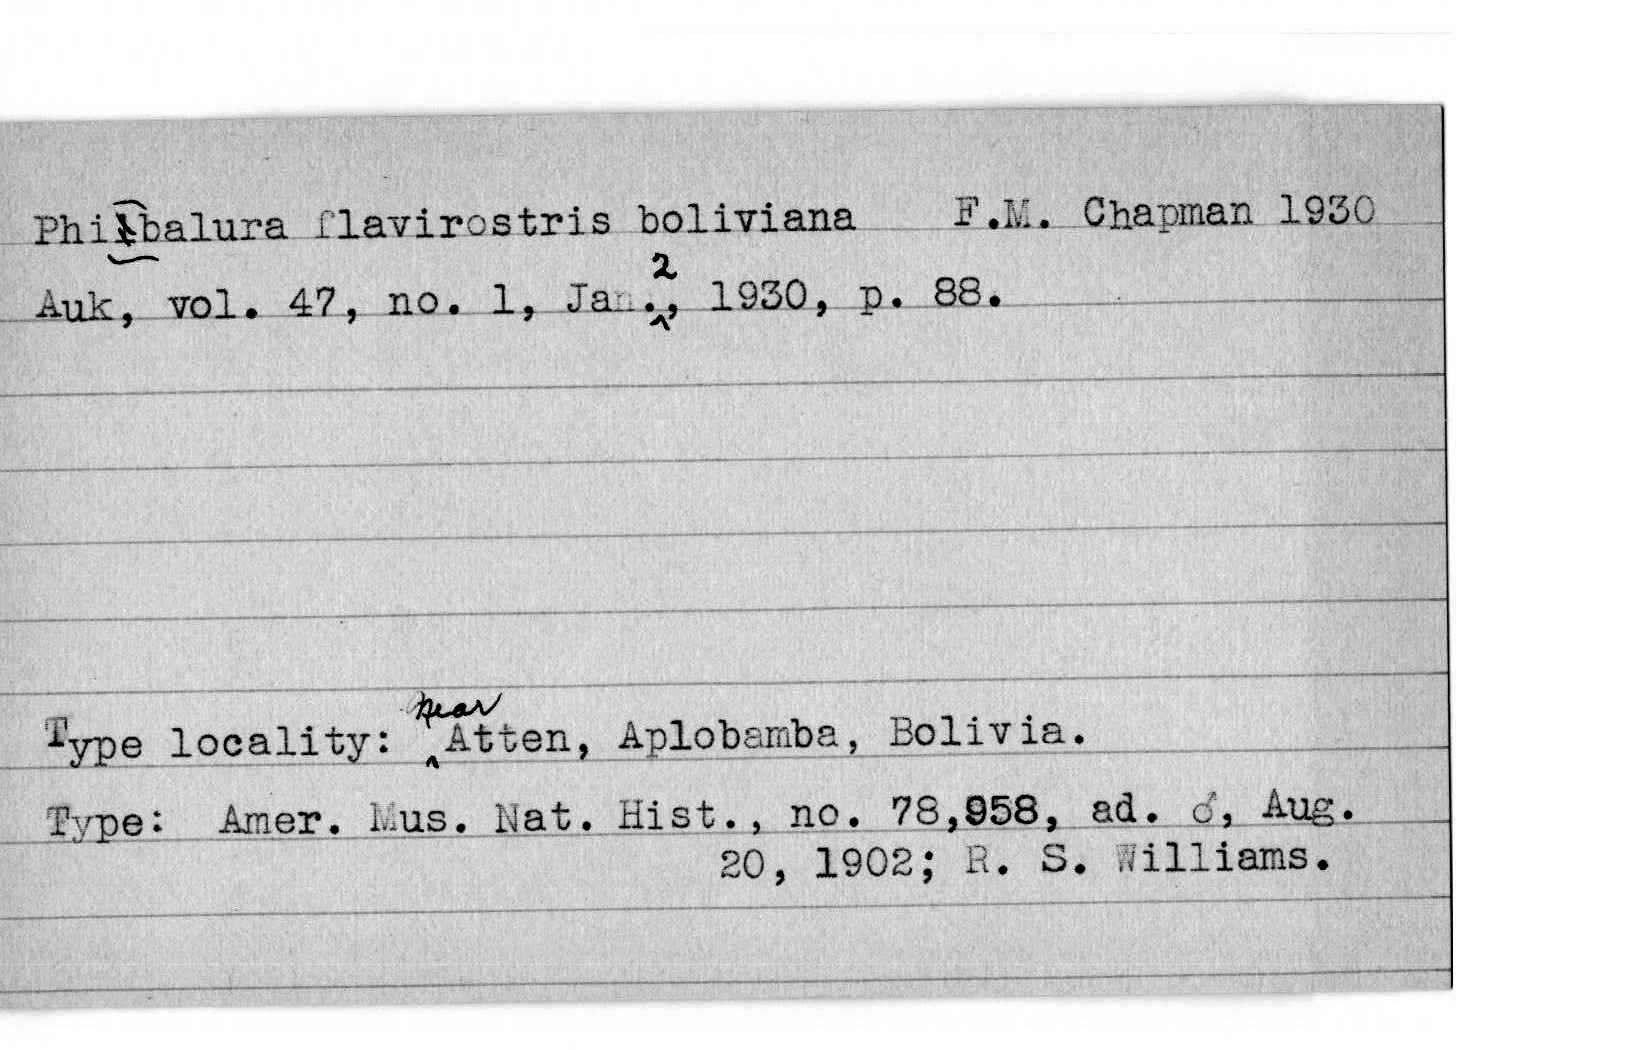 Phibalura flavirostris boliviana F.M. Chapman 1930
Auk, vol. 47, no. 1, Jan. 2, 1930, p. 88.
Type locality: near Atten, Aplobamba, Bolivia.
Type: Amer. Mus. Nat. Hist., no. 78,958, ad. ♂, Aug.
20, 1902; R. S. Williams.